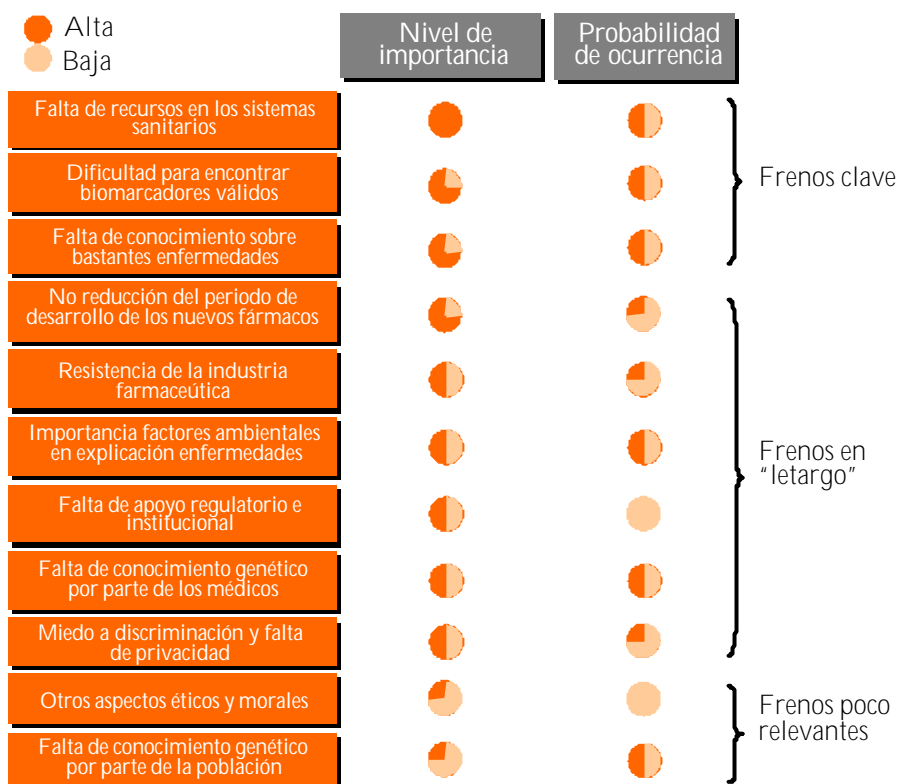 Alta
Baja
Nivel de
importancia
Probabilidad
de ocurrencia
Falta de recursos en los sistemas
sanitarios
Dificultad para encontrar
biomarcadores válidos
Falta de conocimiento sobre
bastantes enfermedades
Frenos clave
No reducción del periodo de
desarrollo de los nuevos fármacos
Resistencia de la industria
farmaceútica
Importancia factores ambientales
en explicación enfermedades
Falta de apoyo regulatorio e
institucional
Falta de conocimiento genético
por parte de los médicos
Miedo a discriminación y falta
de privacidad
Frenos en
"letargo"
Otros aspectos éticos y morales
Falta de conocimiento genético
por parte de la población
Frenos poco
relevantes